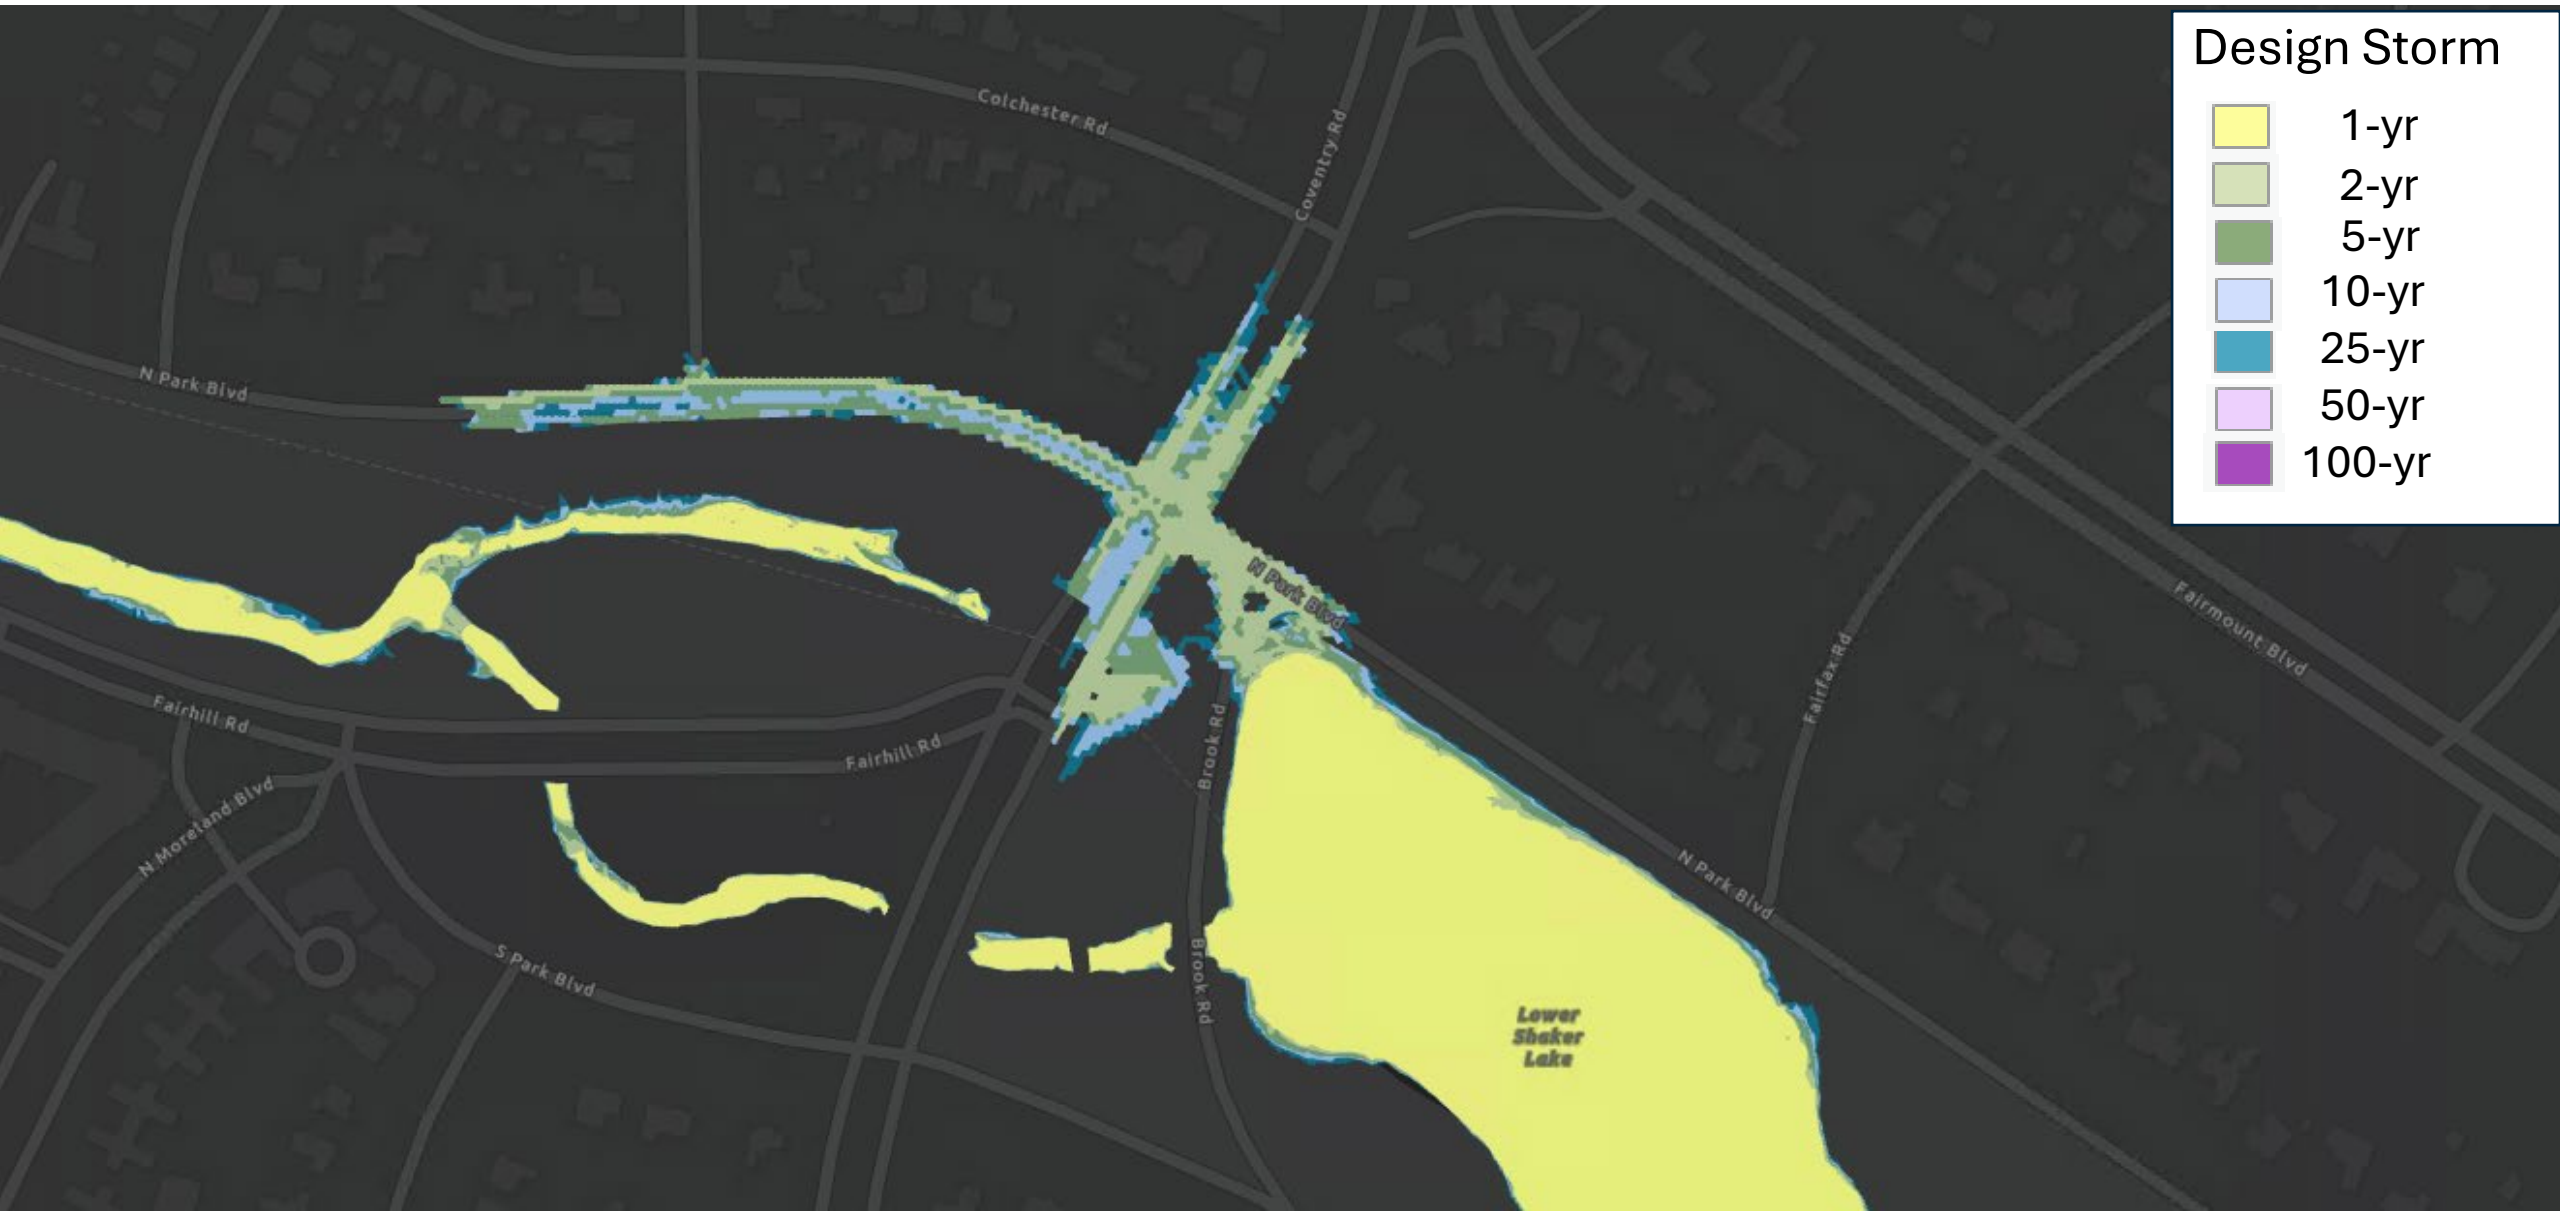 Design Storm
1-yr
2-yr
5-yr
10-yr
25-yr
50-yr
100-yr
Colchester Rd
Coventry Rd
N Park Blvd
N Park Blvd
Fairmount Blvd
Fairfax Rd
Fairhill Rd
Fairhill Rd
Brook Rd
N Moreland Blvd
N Park Blvd
S Park Blvd
Brook Rd
Lower
Shaker
Lake